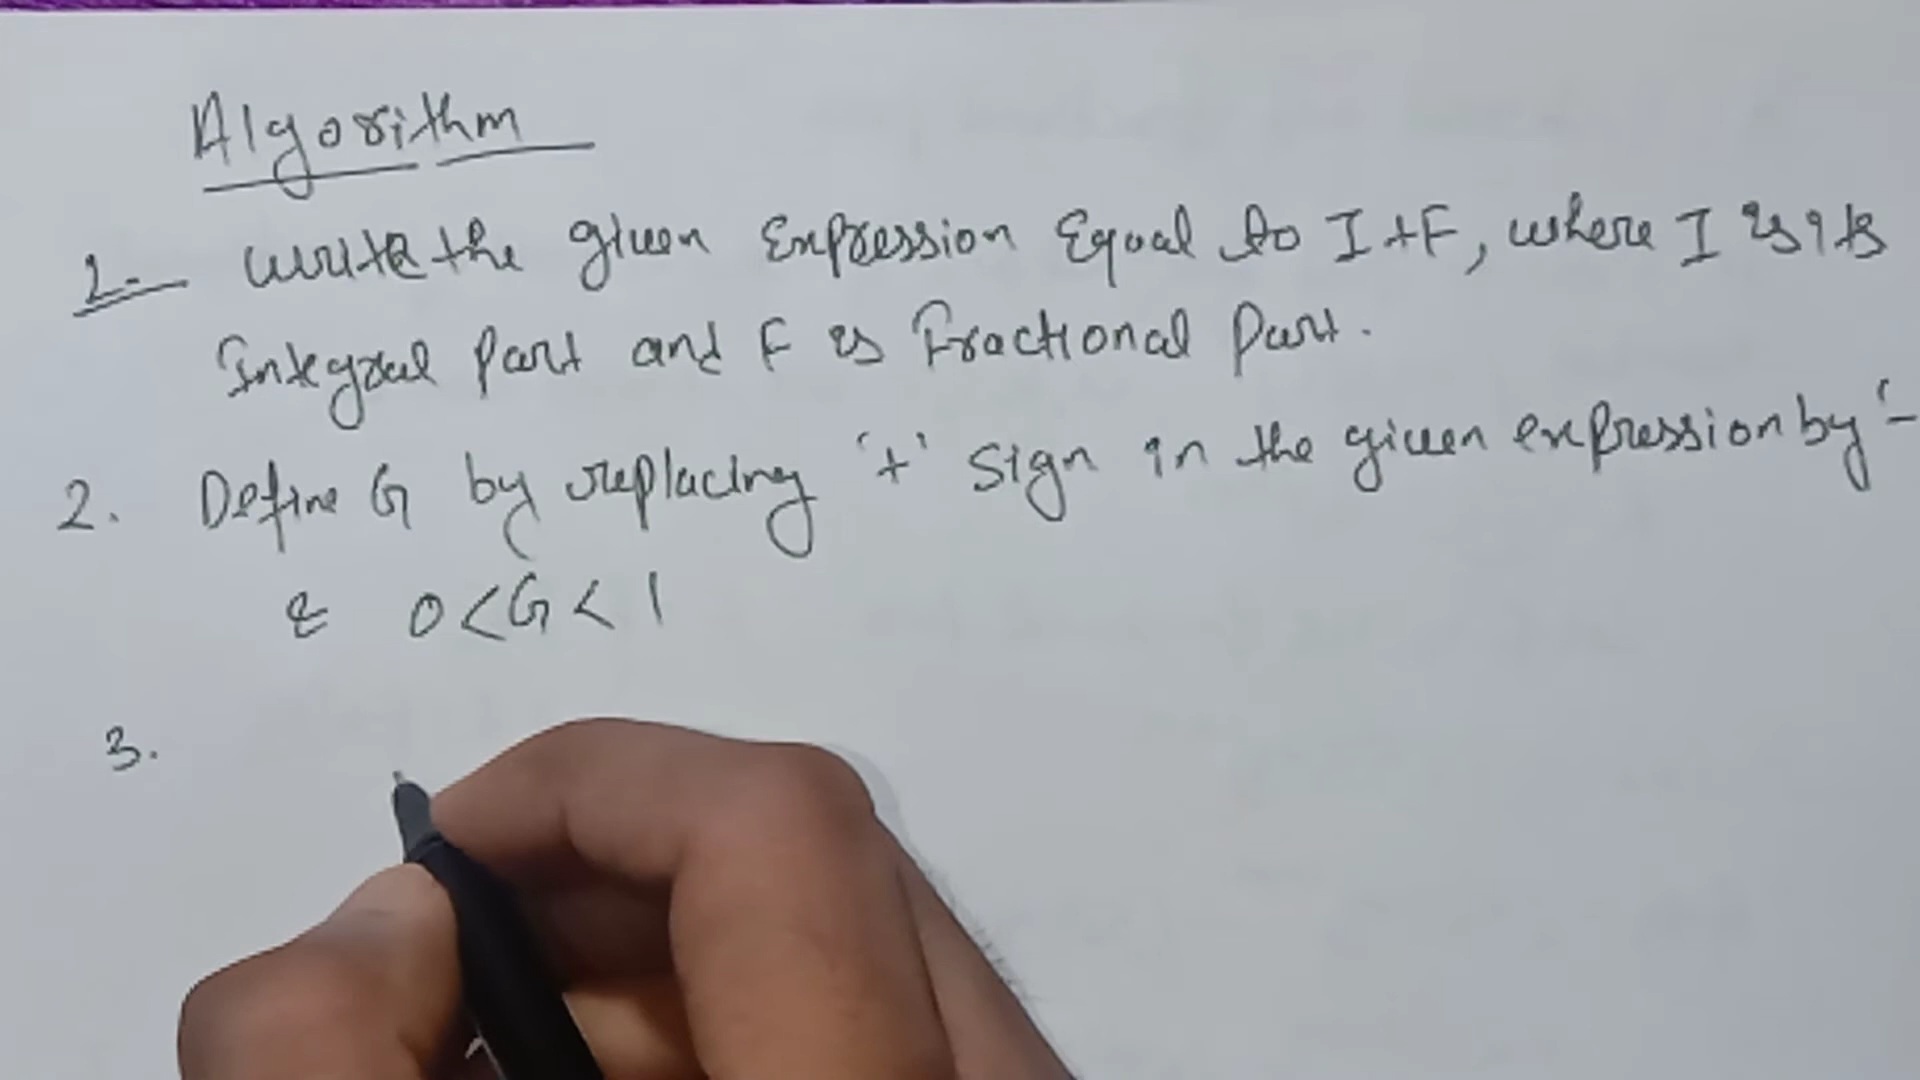 Algorithm
1. Write the given Expression Equal to I+F, where I is its
Integral Part and F is Fractional Part.
2. Define G by replacing '+' sign in the given expression by '-
& 0<G<1
3.